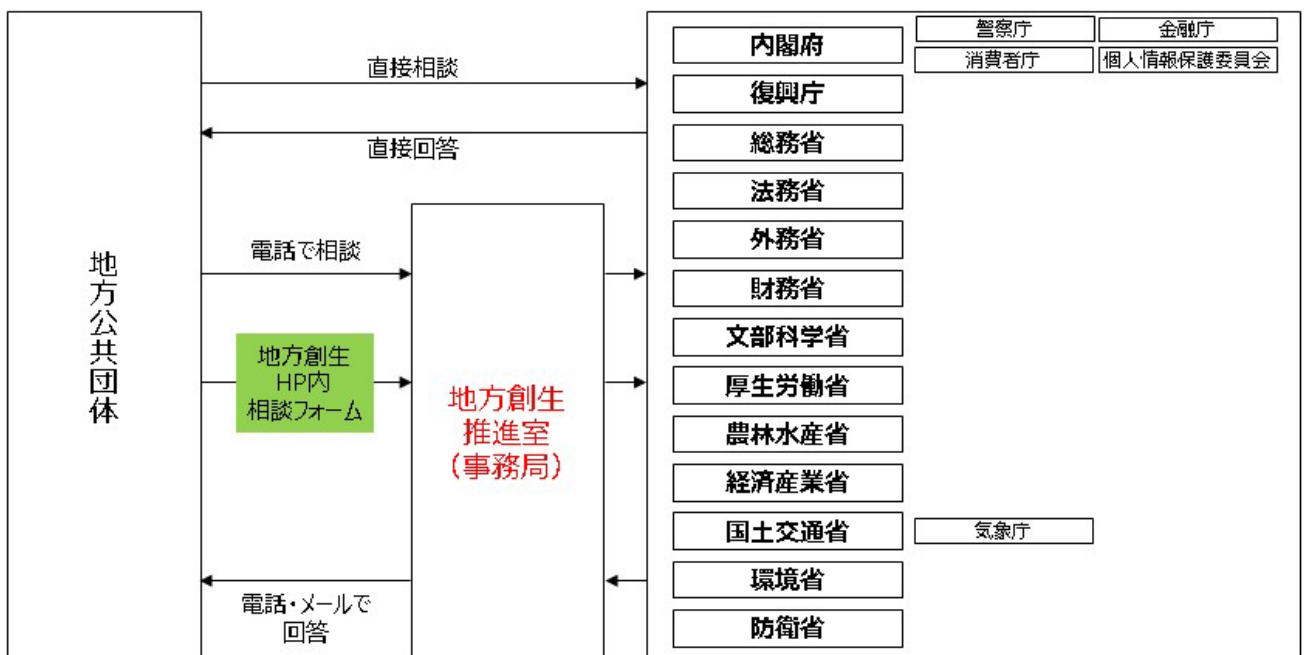 地方公共団体
直接相談
直接回答
電話で相談
地方創生
HP内
相談フォーム
電話・メールで
回答
地方創生
推進室
（事務局）
内閣府
警察庁
金融庁
消費者庁
個人情報保護委員会
復興庁
総務省
法務省
外務省
財務省
文部科学省
厚生労働省
農林水産省
経済産業省
国土交通省
気象庁
環境省
防衛省